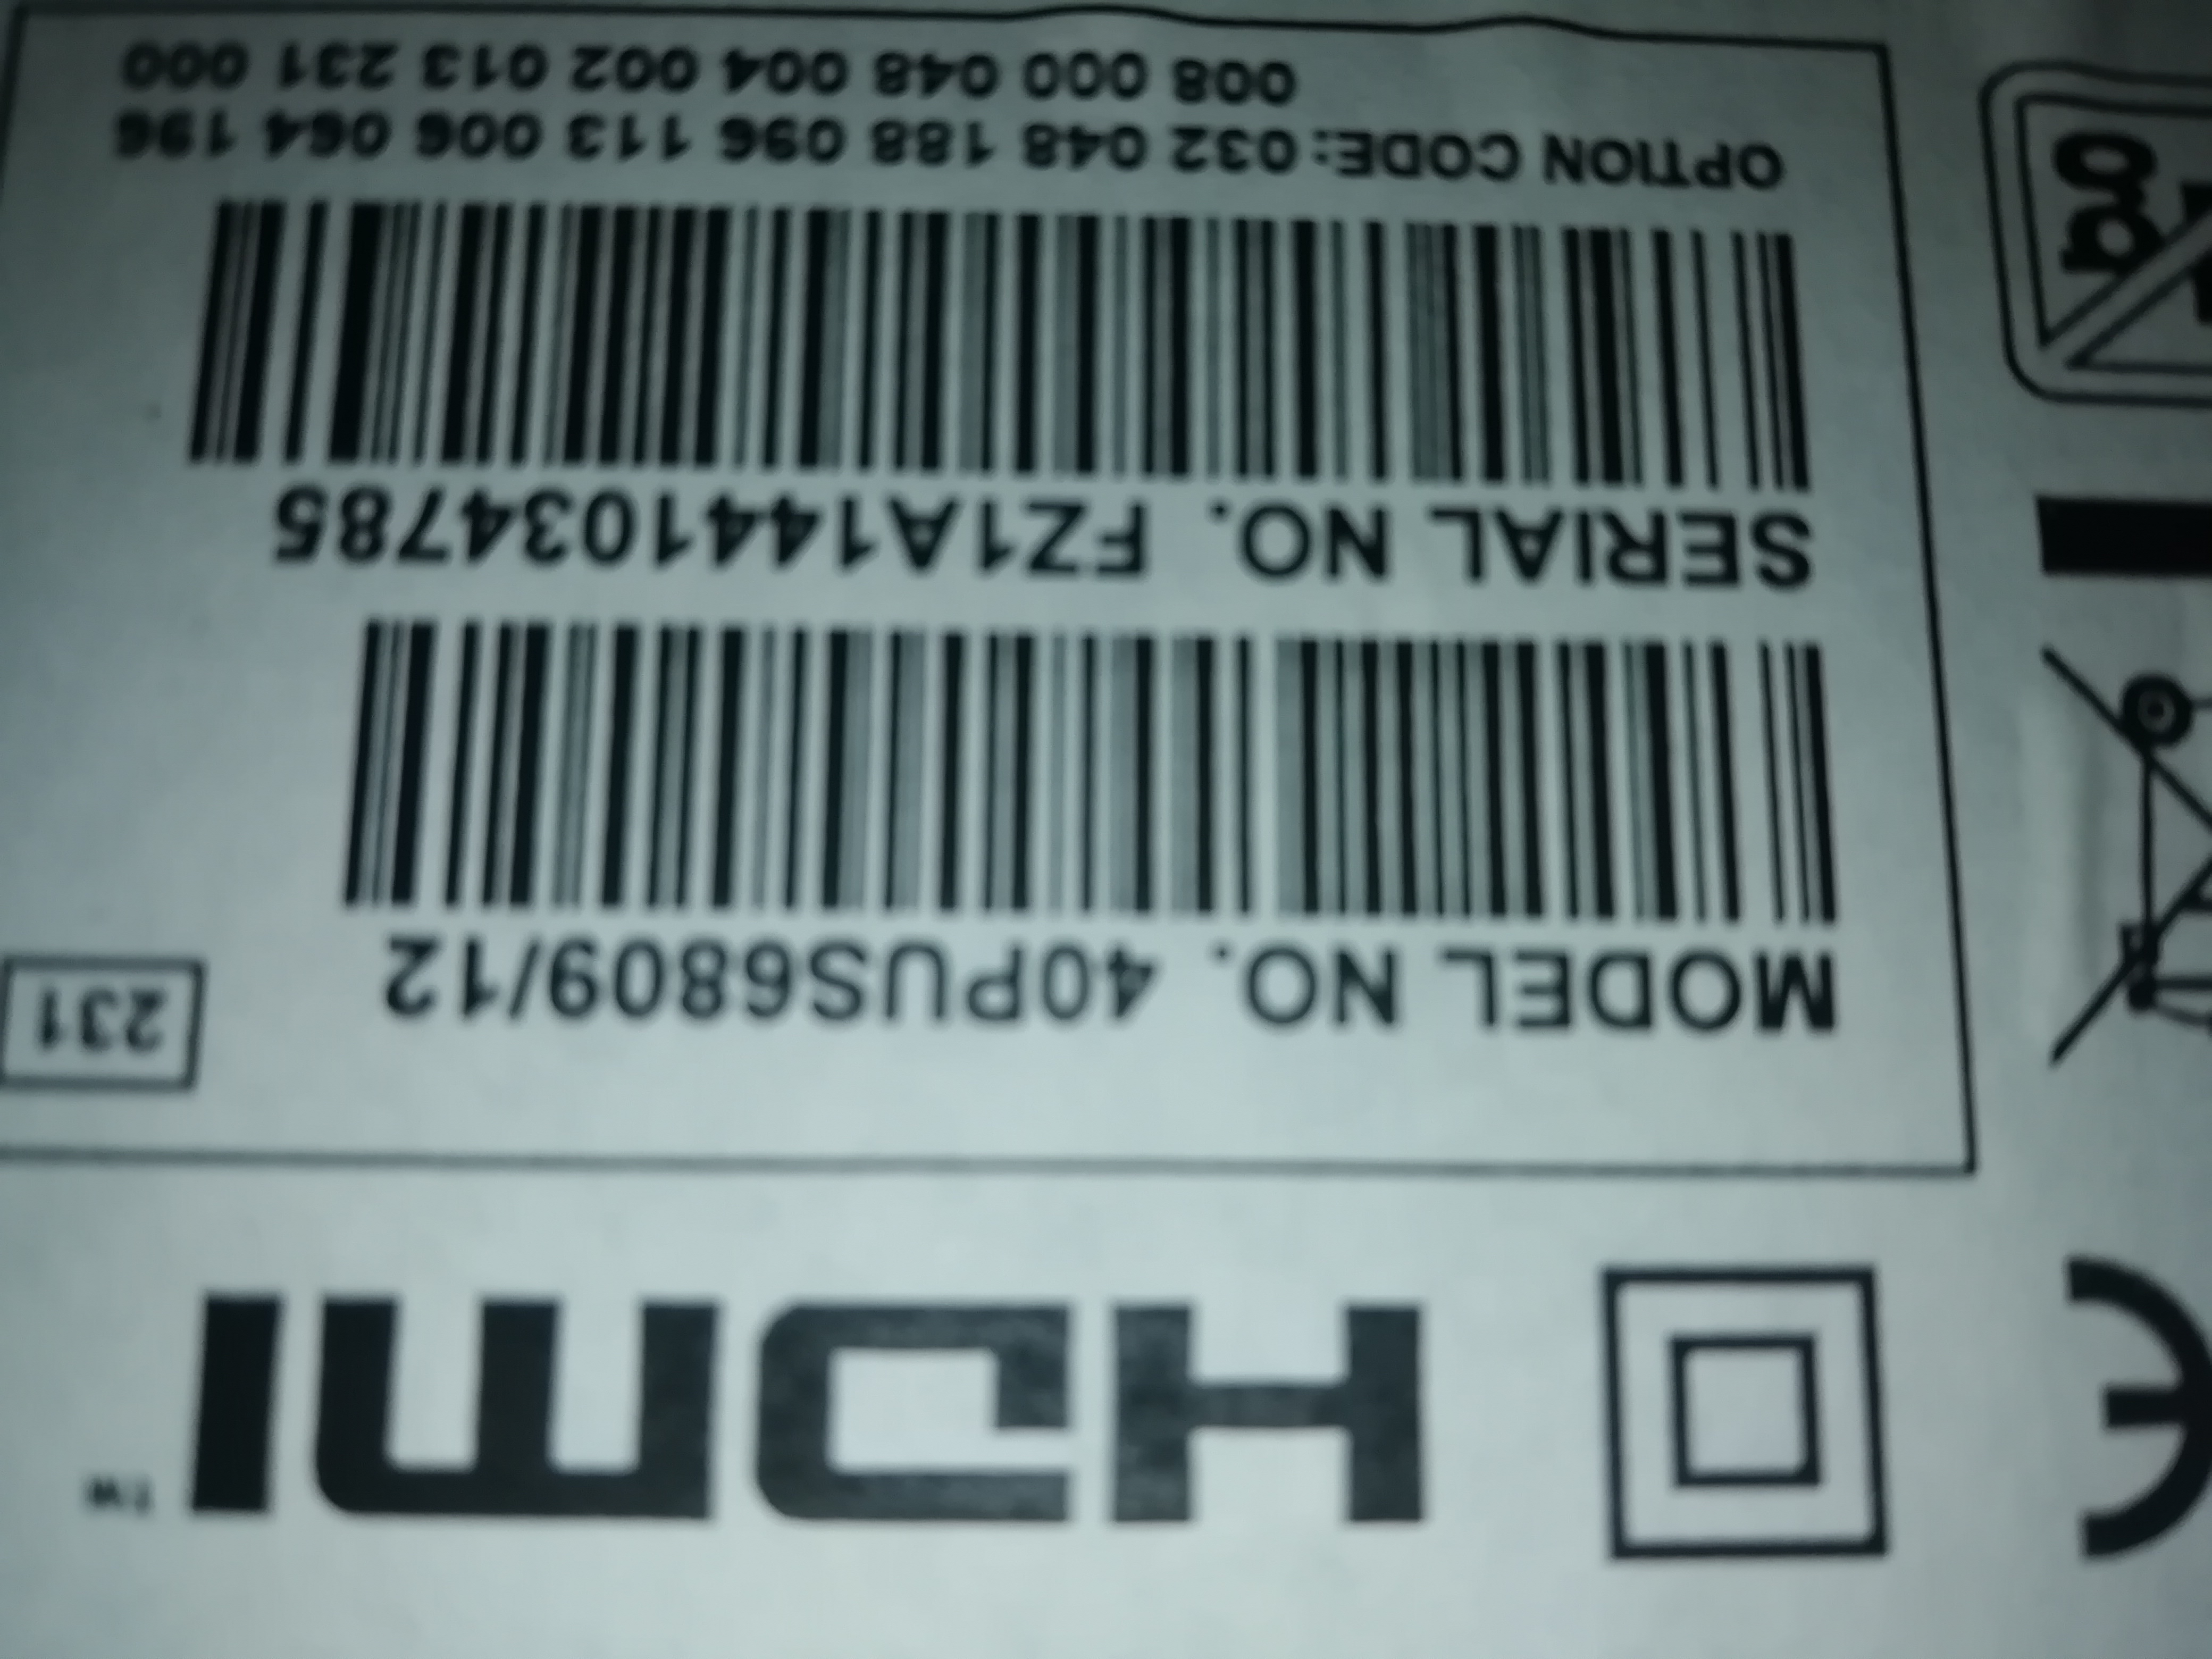 HDMI
TM
231
MODEL NO. 40PUS6809/12
SERIAL NO. FZ1A1441034785
OPTION CODE: 032 048 188 096 113 006 064 196
008 000 048 004 002 013 231 000